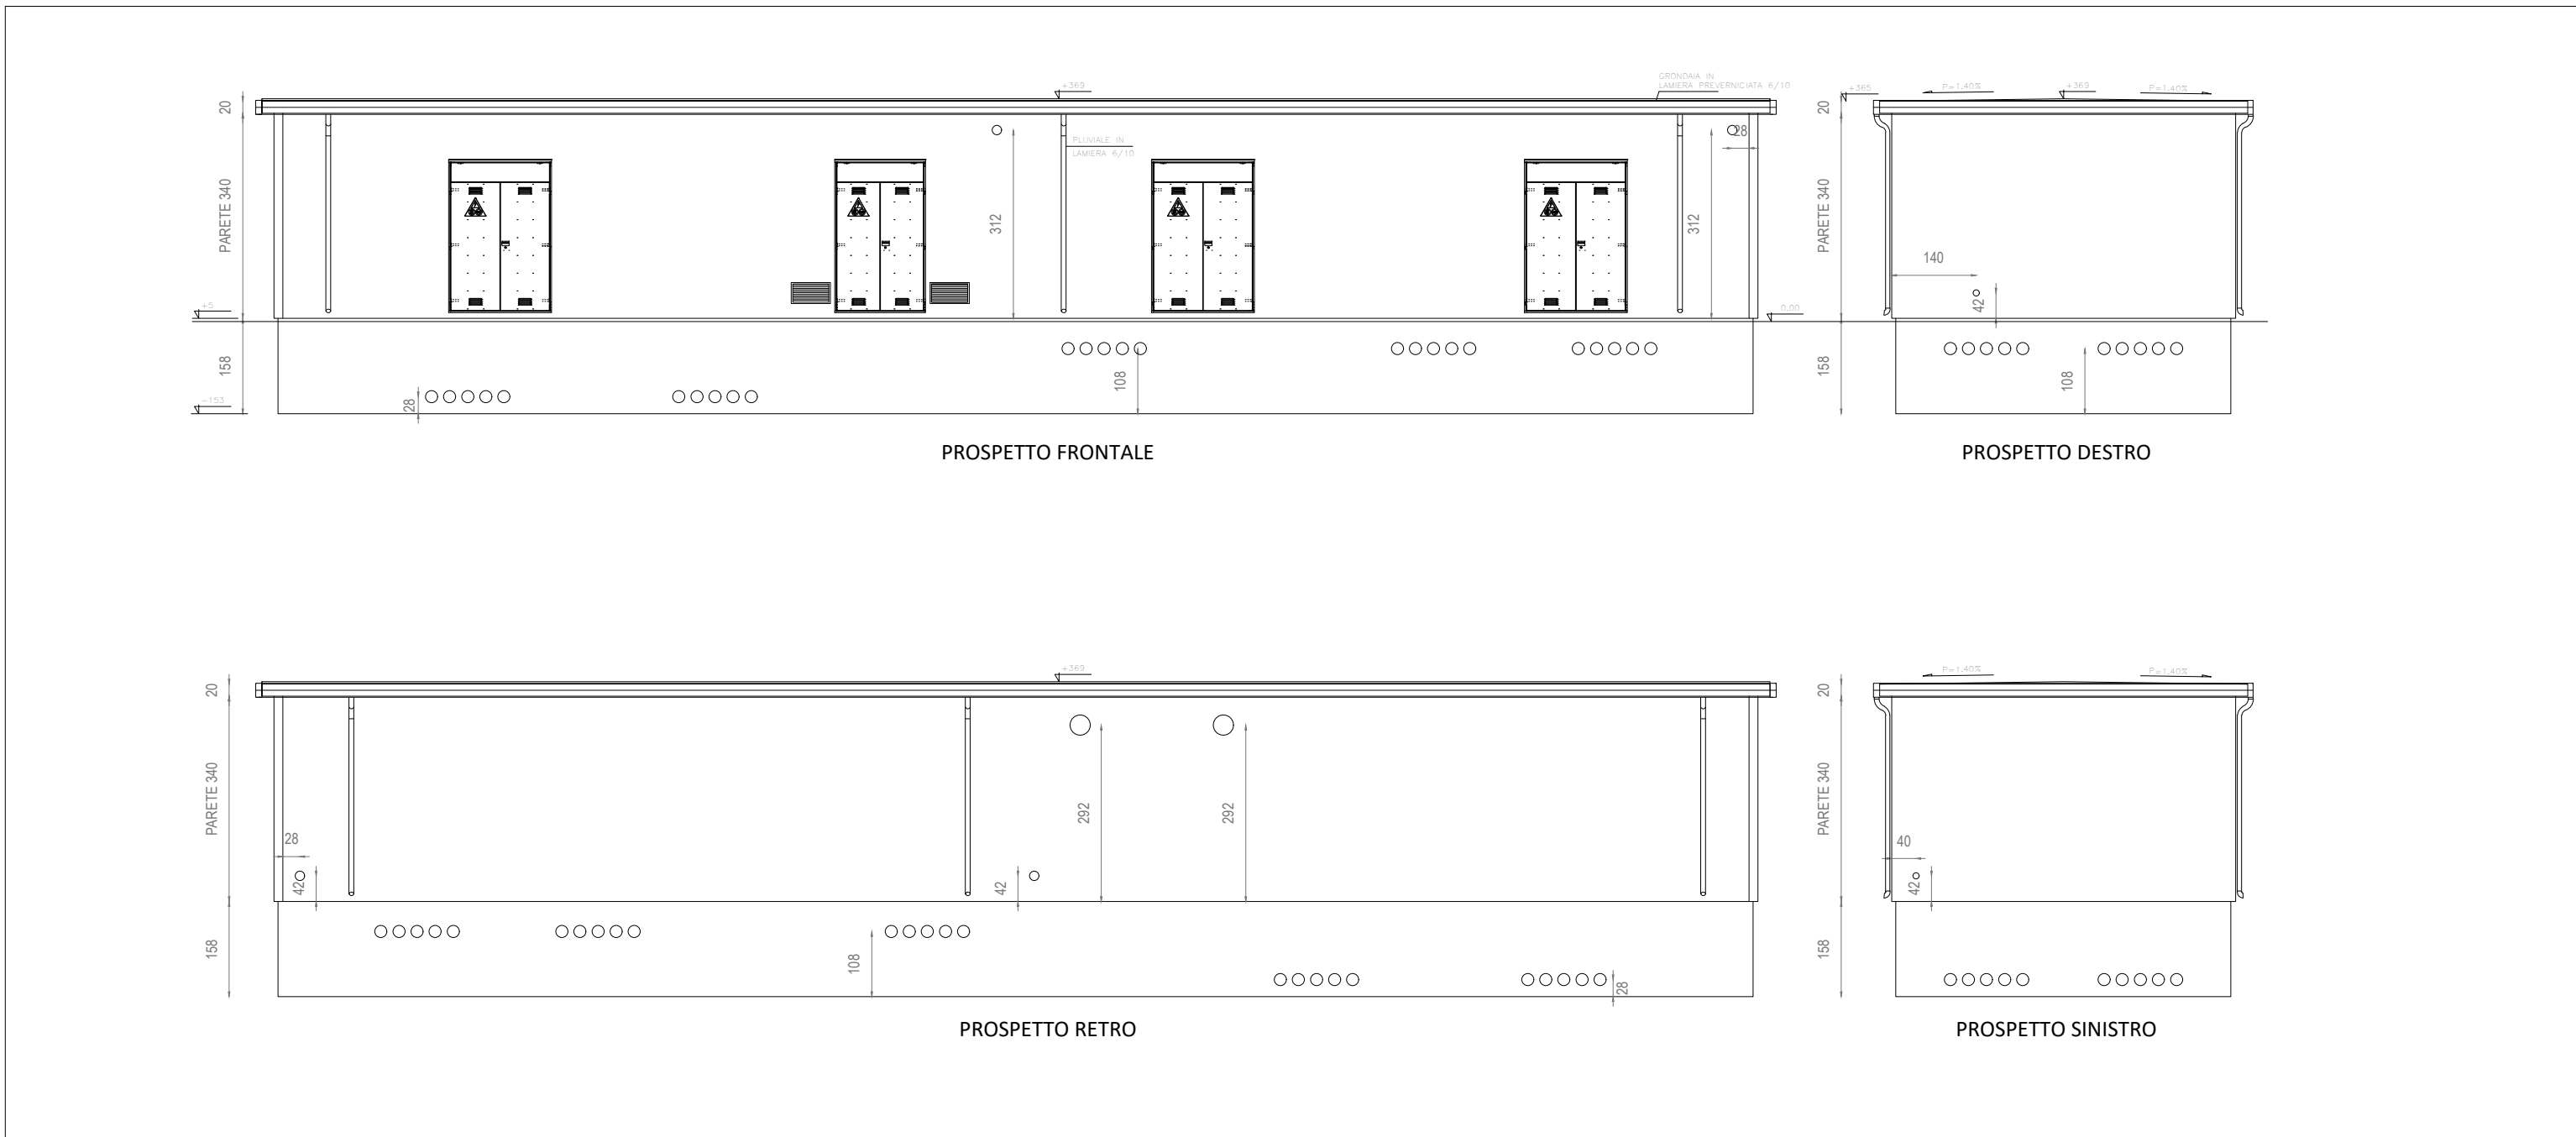 +369
GRONDAIA IN
LAMIERA PREVERNICIATA 6/10
20
PLUVIALE IN
LAMIERA 6/10
28
PARETE 340
312
312
+5
0.00
158
108
28
-153
PROSPETTO FRONTALE
+365
P=1,40%
+369
P=1,40%
20
PARETE 340
140
42
158
108
PROSPETTO DESTRO
+369
20
PARETE 340
292
292
28
42
42
158
108
28
PROSPETTO RETRO
P=1,40%
P=1,40%
20
PARETE 340
40
42
158
PROSPETTO SINISTRO